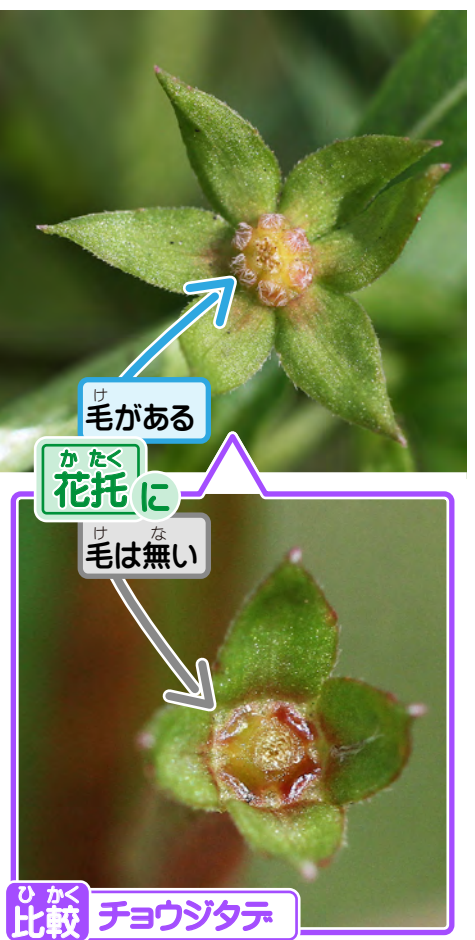 け
毛がある
か たく
花托に
け な
毛は無い
ひ かく
比較 チョウジタデ